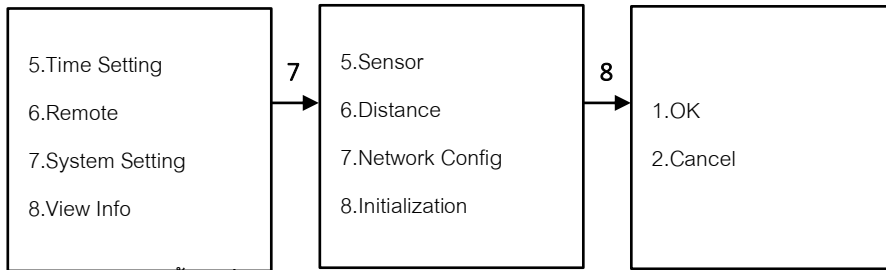 5.Time Setting
6.Remote
7.System Setting
8.View Info
7
5.Sensor
6.Distance
7.Network Config
8.Initialization
8
1.OK
2.Cancel